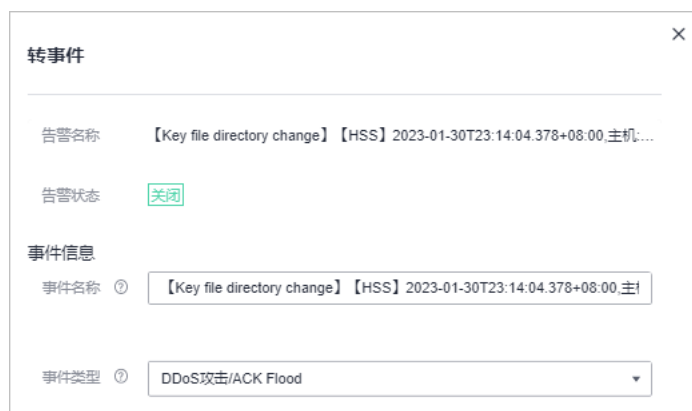 转事件
告警名称 【Key file directory change】【HSS】2023-01-30T23:14:04.378+08:00,主机:...
告警状态 关闭
事件信息
事件名称 【Key file directory change】【HSS】2023-01-30T23:14:04.378+08:00,主
事件类型 DDoS攻击/ACK Flood